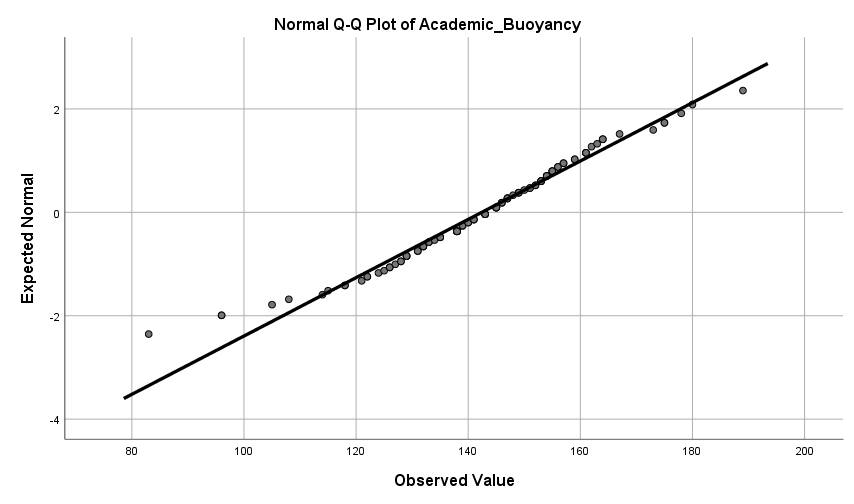 Normal Q-Q Plot of Academic_Buoyancy
Expected Normal
2
0
-2
-4
80 100 120 140 160 180 200
Observed Value